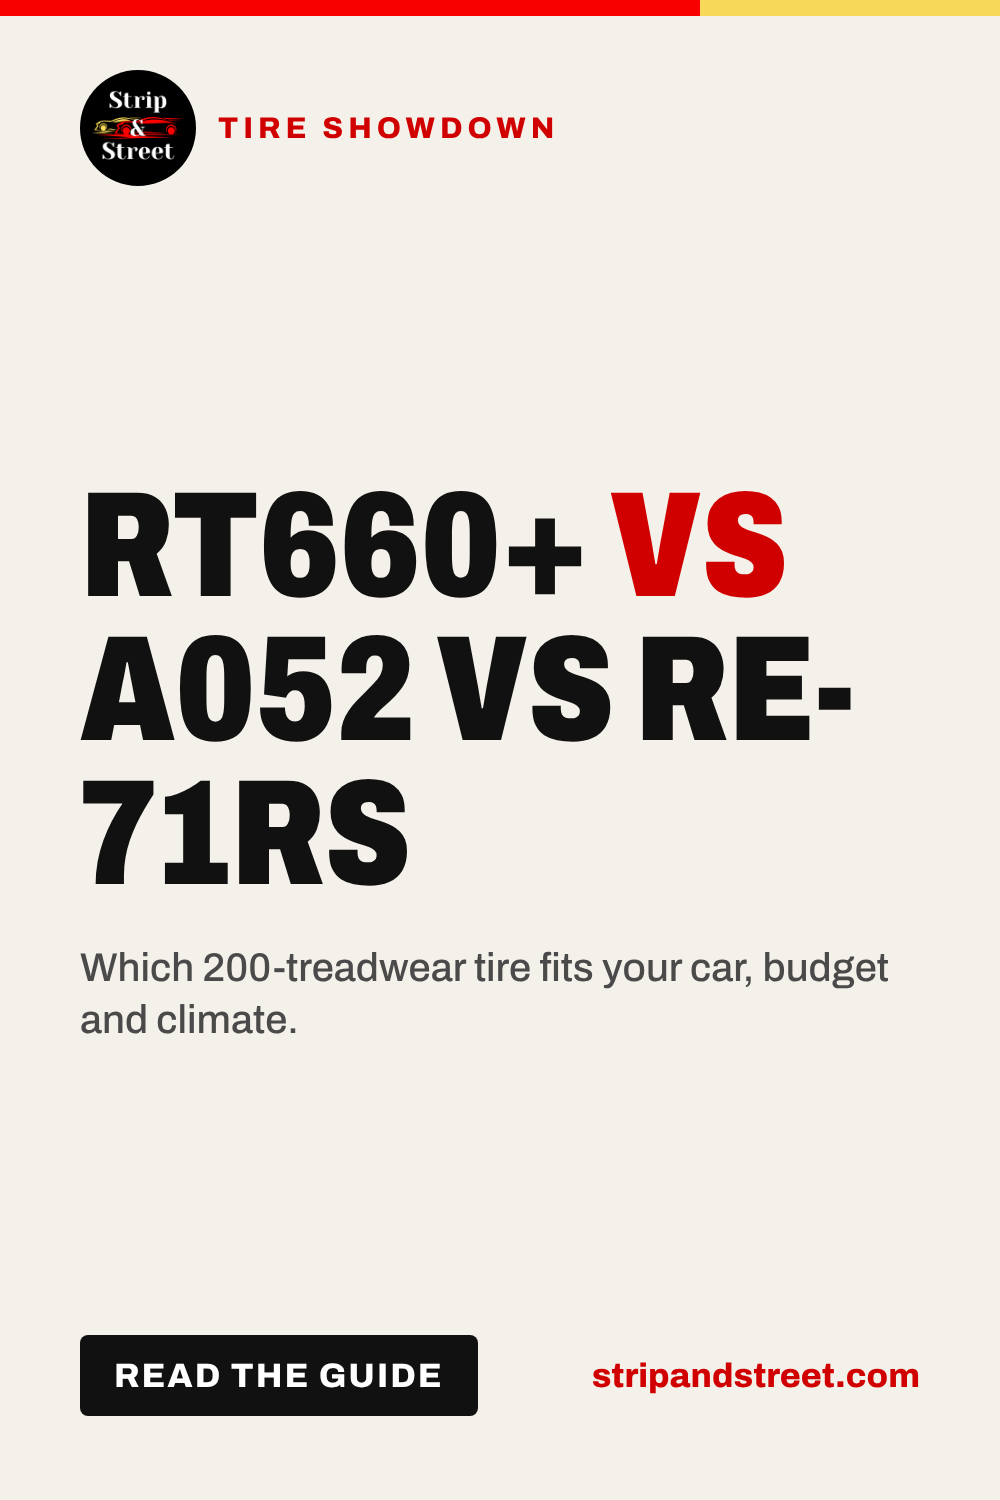 Strip
&
Street
TIRE SHOWDOWN
RT660+ VS
A052 VS RE-
71RS
Which 200-treadwear tire fits your car, budget
and climate.
READ THE GUIDE
stripandstreet.com